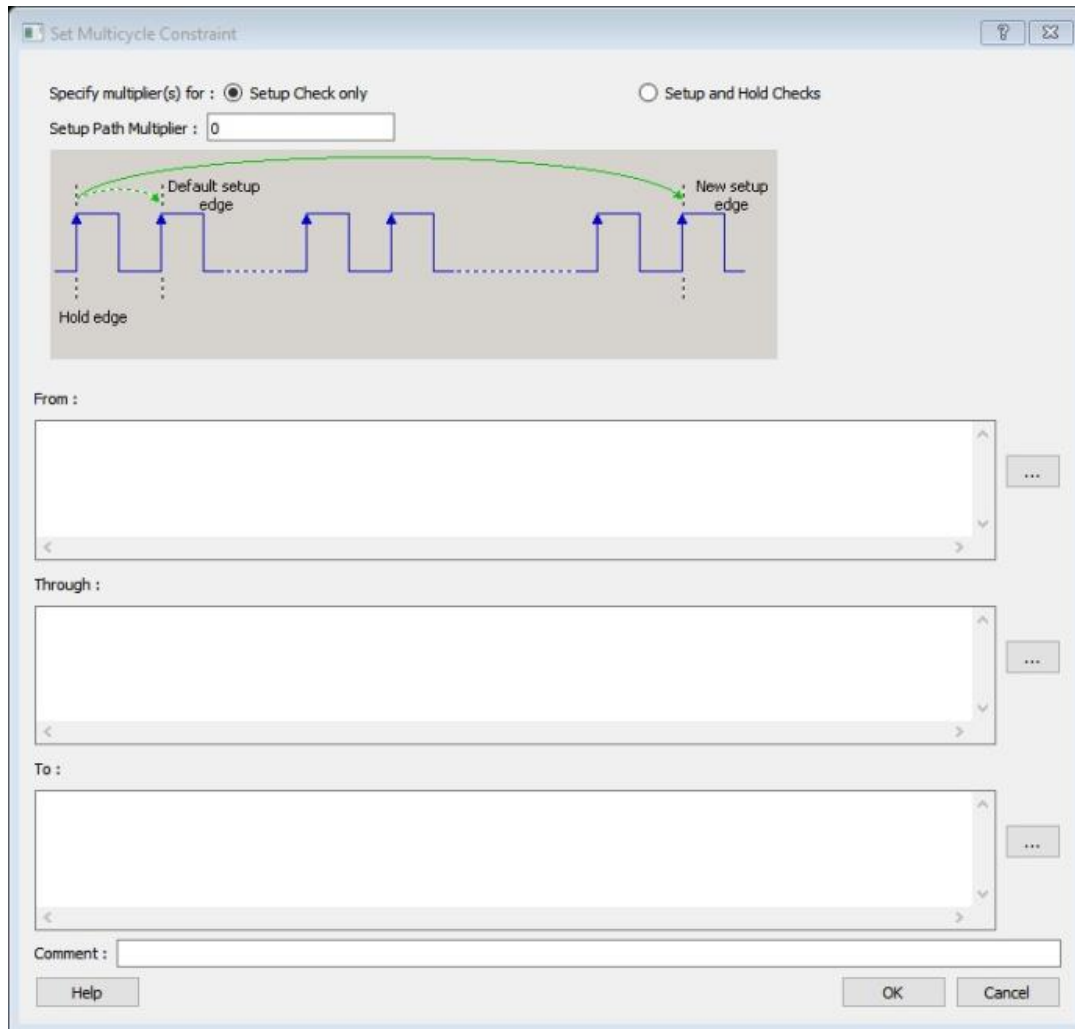 Set Multicycle Constraint
Specify multiplier(s) for : Setup Check only Setup and Hold Checks
Setup Path Multiplier : 0
Default setup edge
New setup edge
Hold edge
From :
...
Through :
...
To :
...
Comment :
Help OK Cancel